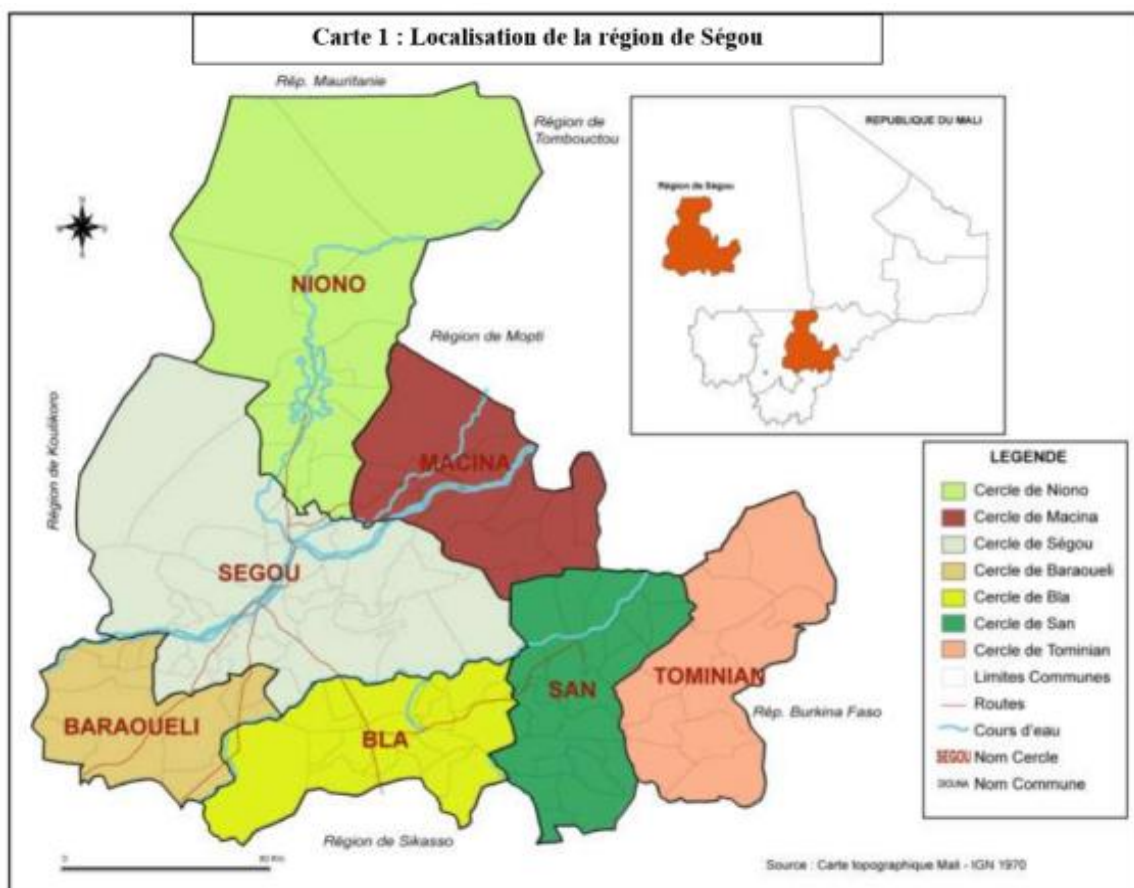 Carte 1 : Localisation de la région de Ségou
Rép. Mauritanie
Région de
Tombouctou
REPUBLIQUE DU MALI
Région de Ségou
NIONO
Région de Mopti
Région de Koulikoro
MACINA
SEGOU
BARAOUELI
BLA
SAN
TOMINIAN
Rép. Burkina Faso
Région de Sikasso
LEGENDE
Cercle de Niono
Cercle de Macina
Cercle de Ségou
Cercle de Baraoueli
Cercle de Bla
Cercle de San
Cercle de Tominian
Limites Communes
Routes
Cours d'eau
SEGOU Nom Cercle
DIOUNA Nom Commune
0 80 Km
Source : Carte topographique Mali - IGN 1970